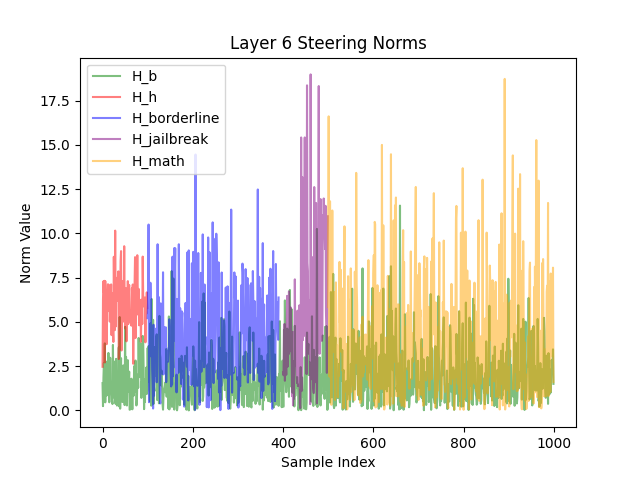 Layer 6 Steering Norms
H_b
H_h
H_borderline
H_jailbreak
H_math
Norm Value
17.5
15.0
12.5
10.0
7.5
5.0
2.5
0.0
0 200 400 600 800 1000
Sample Index